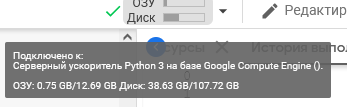 ОЗУ
Диск
Редактир
сурсы
История выпо
Подключено к:
Серверный ускоритель Python 3 на базе Google Compute Engine ().
ОЗУ: 0.75 GB/12.69 GB Диск: 38.63 GB/107.72 GB